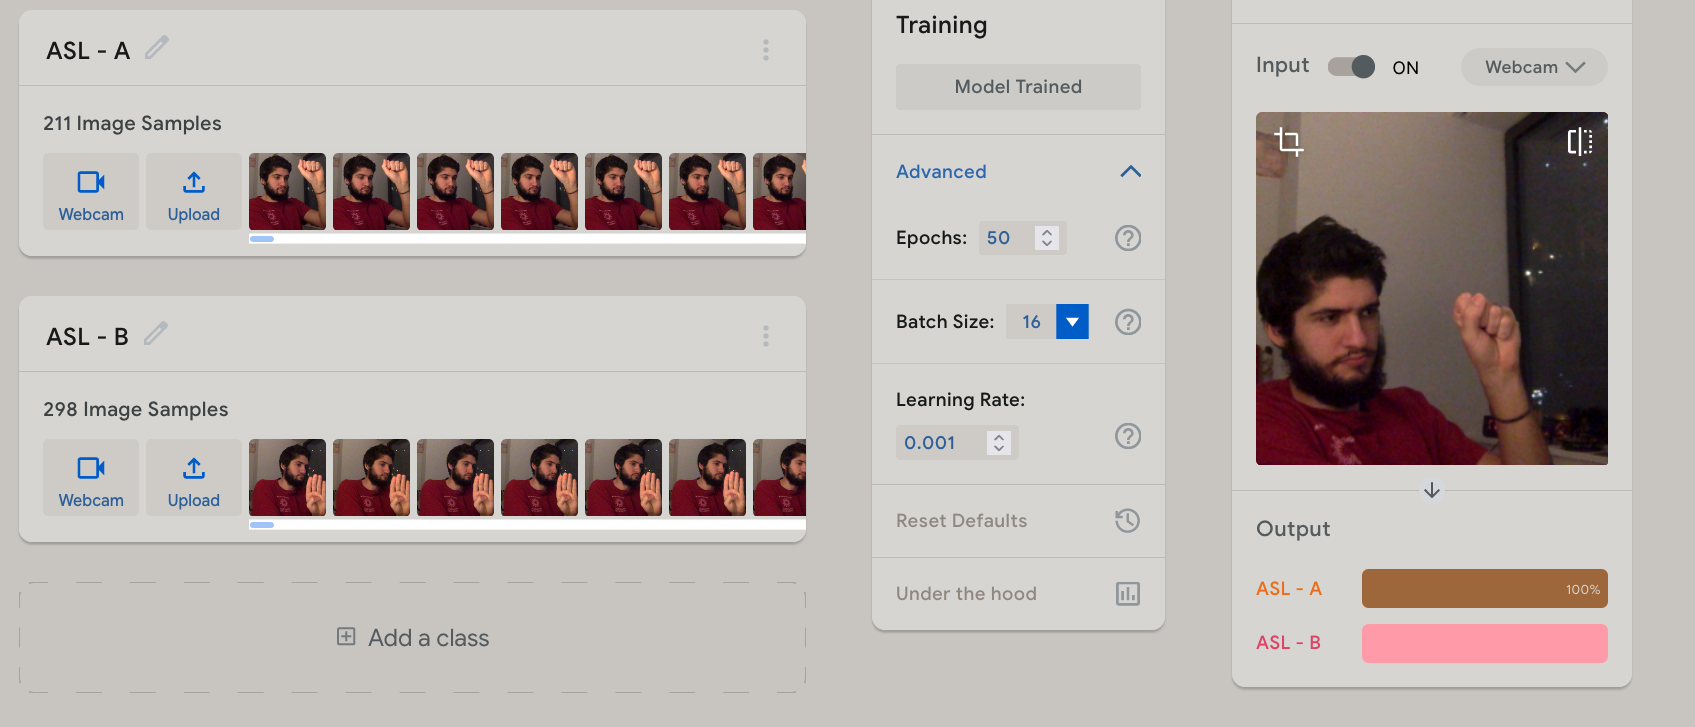 ASL - A
211 Image Samples
Webcam
Upload
ASL - B
298 Image Samples
Webcam
Upload
Add a class
Training
Model Trained
Advanced
Epochs: 50
Batch Size: 16
Learning Rate:
0.001
Reset Defaults
Under the hood
Input ON Webcam
Output
ASL - A 100%
ASL - B